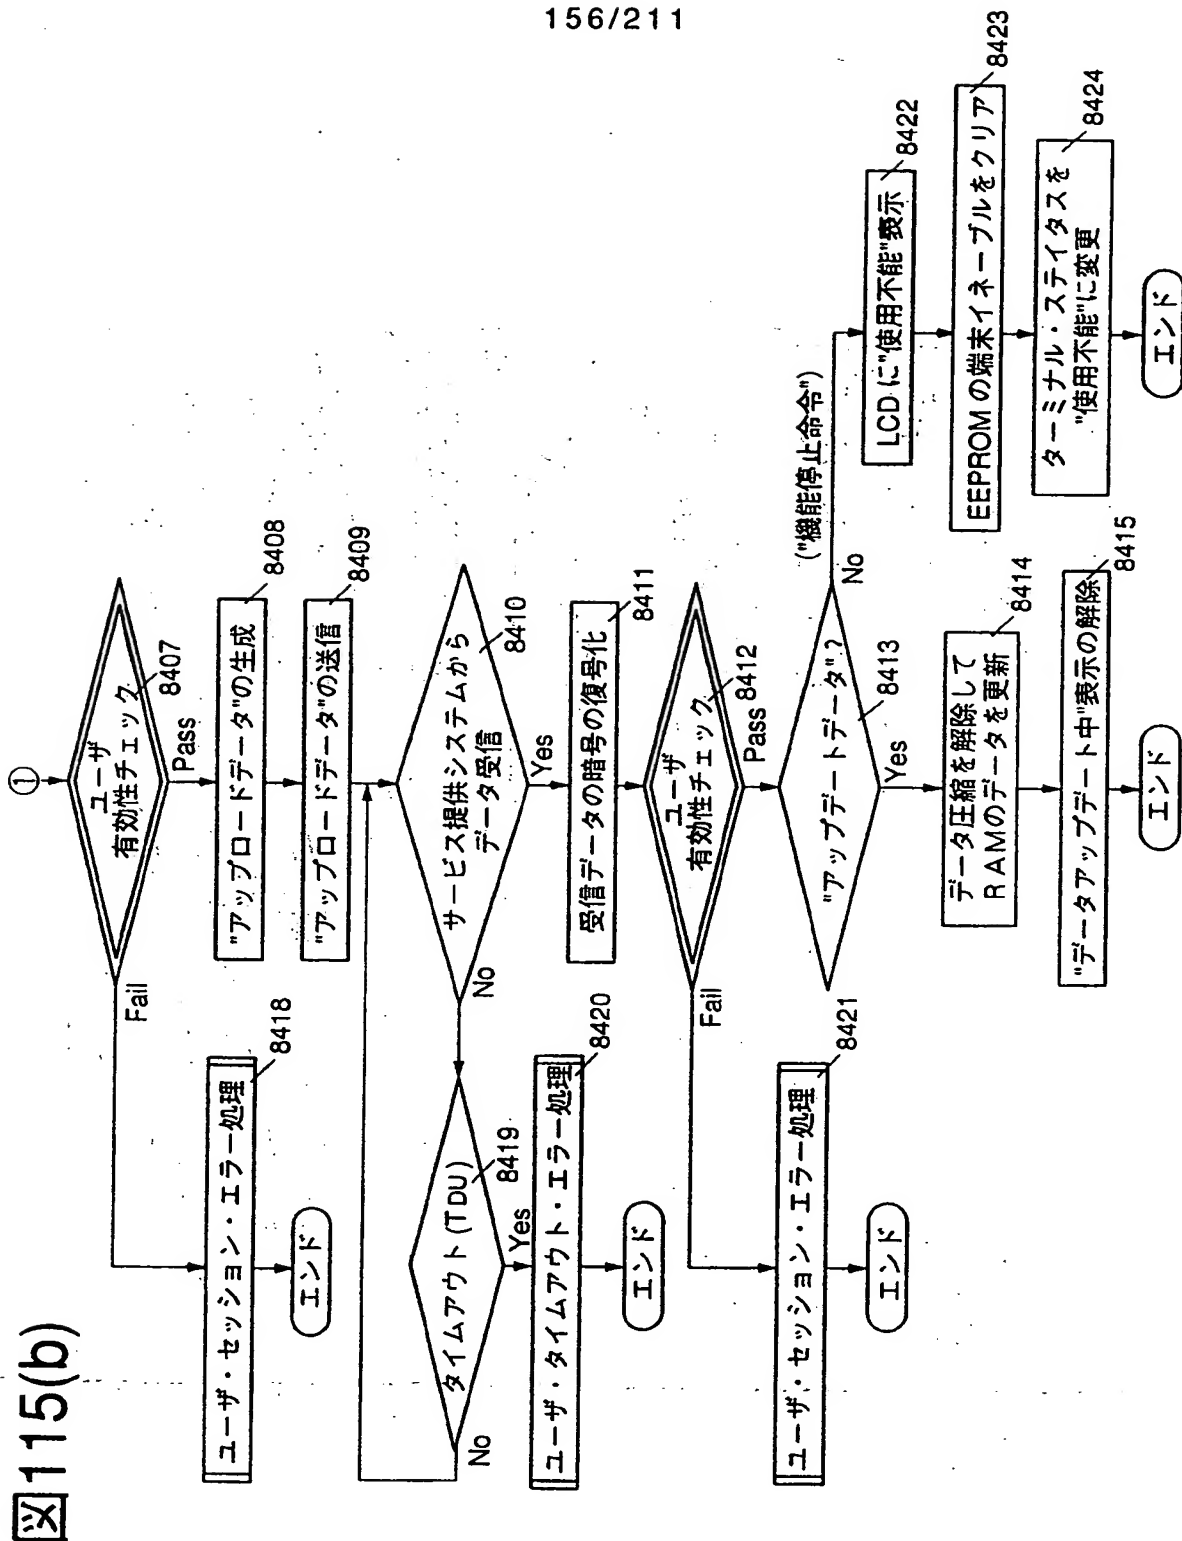 156/211
図115(b)
①
ユーザ
有効性チェック
8407
Pass
Fail
"アップロードデータ"の生成
8408
"アップロードデータ"の送信
8409
サービス提供システムから
データ受信
8410
Yes
No
受信データの暗号の復号化
8411
ユーザ
有効性チェック
8412
Pass
Fail
"アップデートデータ"?
8413
Yes
No
("機能停止命令")
データ圧縮を解除して
RAMのデータを更新
8414
"データアップデート中"表示の解除
8415
エンド
ユーザ・セッション・エラー処理
8418
エンド
タイムアウト(TDU)
8419
Yes
No
ユーザ・タイムアウト・エラー処理
8420
エンド
ユーザ・セッション・エラー処理
8421
エンド
LCDに"使用不能"表示
8422
EEPROMの端末イネーブルをクリア
8423
ターミナル・ステイタスを
"使用不能"に変更
8424
エンド